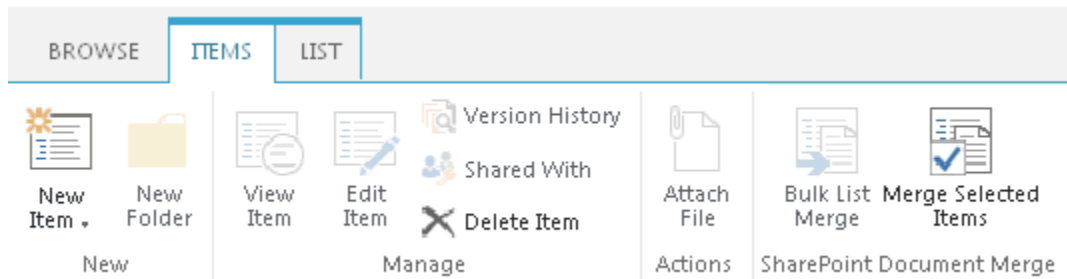 BROWSE ITEMS LIST
New Item
New Folder
View Item
Edit Item
Version History
Shared With
Delete Item
Attach File
Bulk List Merge
Merge Selected Items
New
Manage
Actions
SharePoint Document Merge